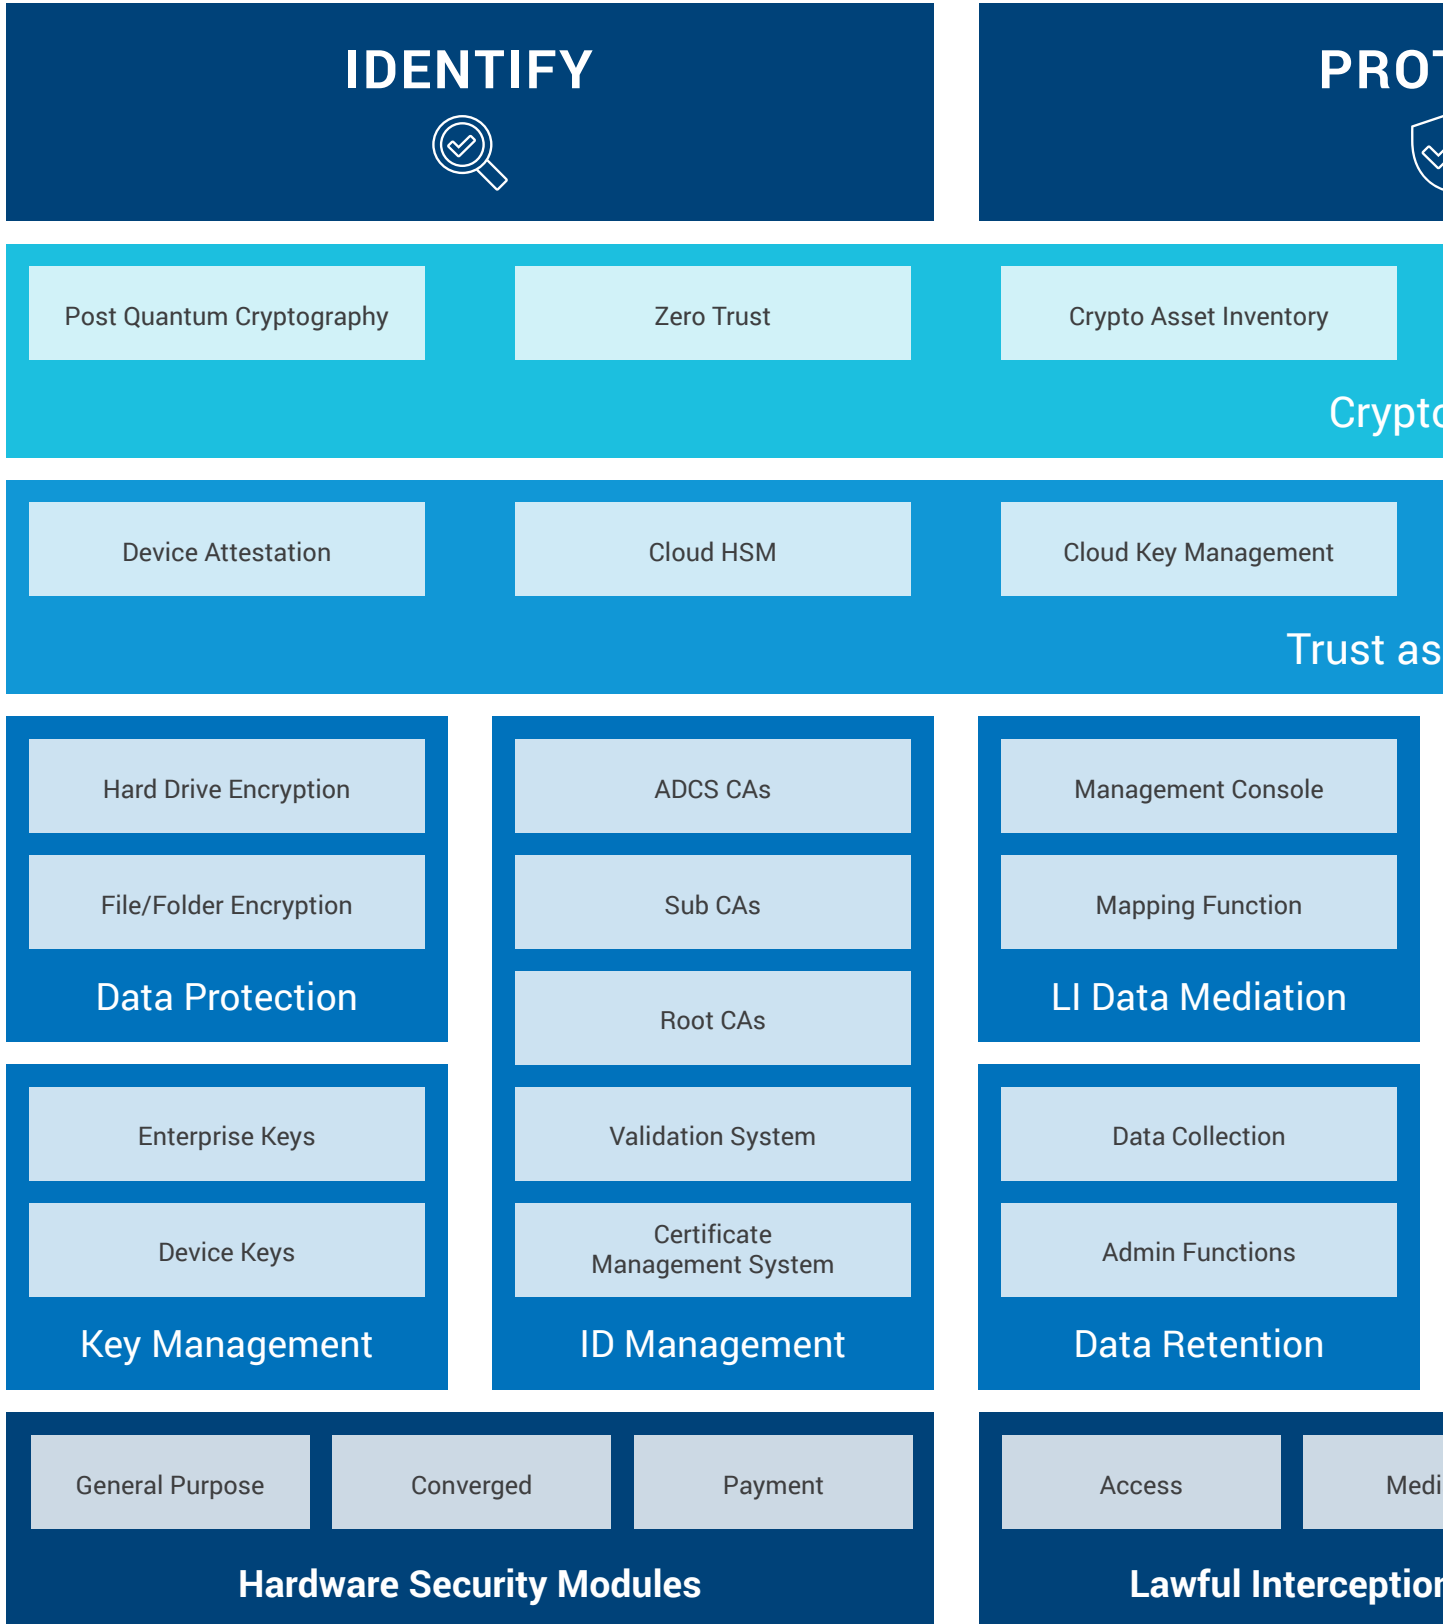 IDENTIFY
PROT
Post Quantum Cryptography
Zero Trust
Crypto Asset Inventory
Crypto
Device Attestation
Cloud HSM
Cloud Key Management
Trust as
Hard Drive Encryption
File/Folder Encryption
Data Protection
ADCS CAs
Sub CAs
Root CAs
Validation System
Certificate
Management System
ID Management
Management Console
Mapping Function
LI Data Mediation
Enterprise Keys
Device Keys
Key Management
Data Collection
Admin Functions
Data Retention
General Purpose
Converged
Payment
Hardware Security Modules
Access
Medi
Lawful Interception